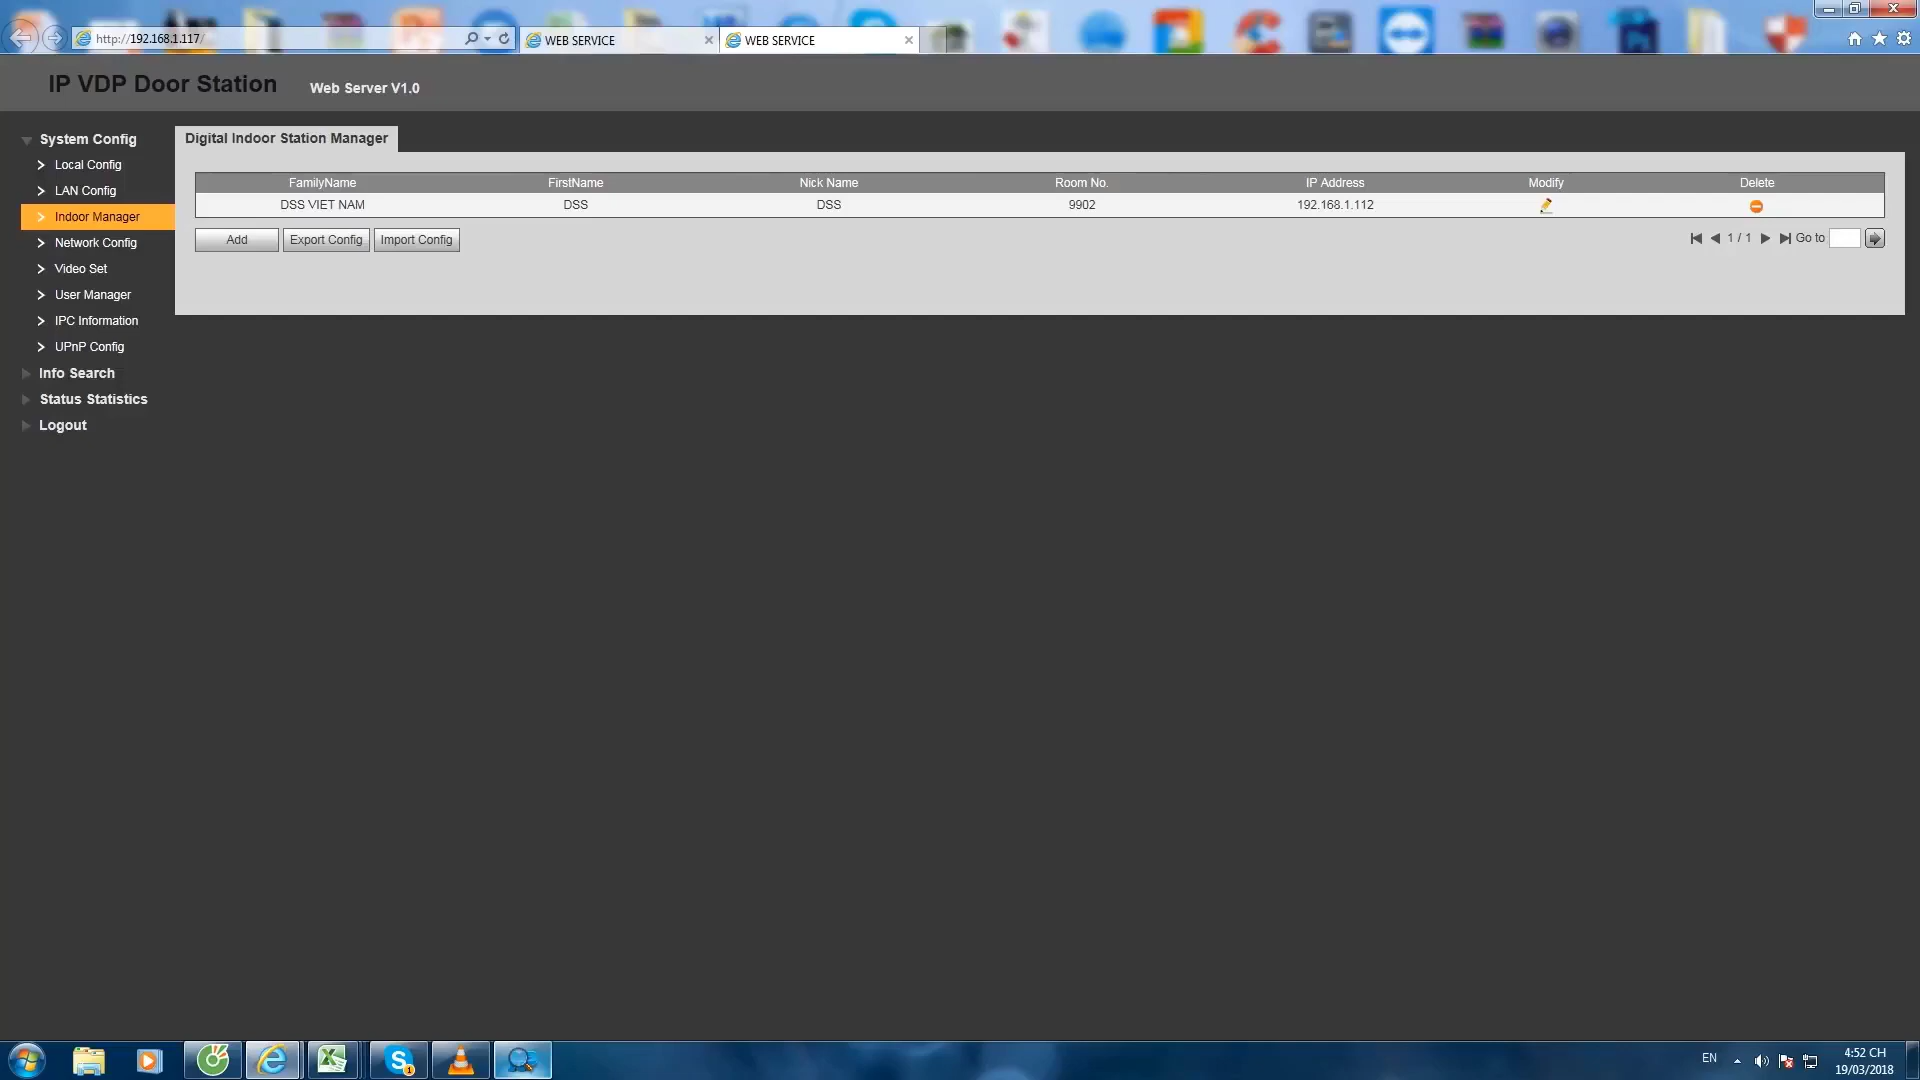 http://192.168.1.117/
WEB SERVICE
WEB SERVICE
IP VDP Door Station
Web Server V1.0
System Config
Local Config
LAN Config
Indoor Manager
Network Config
Video Set
User Manager
IPC Information
UPnP Config
Info Search
Status Statistics
Logout
Digital Indoor Station Manager
FamilyName FirstName Nick Name Room No. IP Address Modify Delete
DSS VIET NAM DSS DSS 9902 192.168.1.112
Add Export Config Import Config
1 / 1 Go to
EN
4:52 CH
19/03/2018